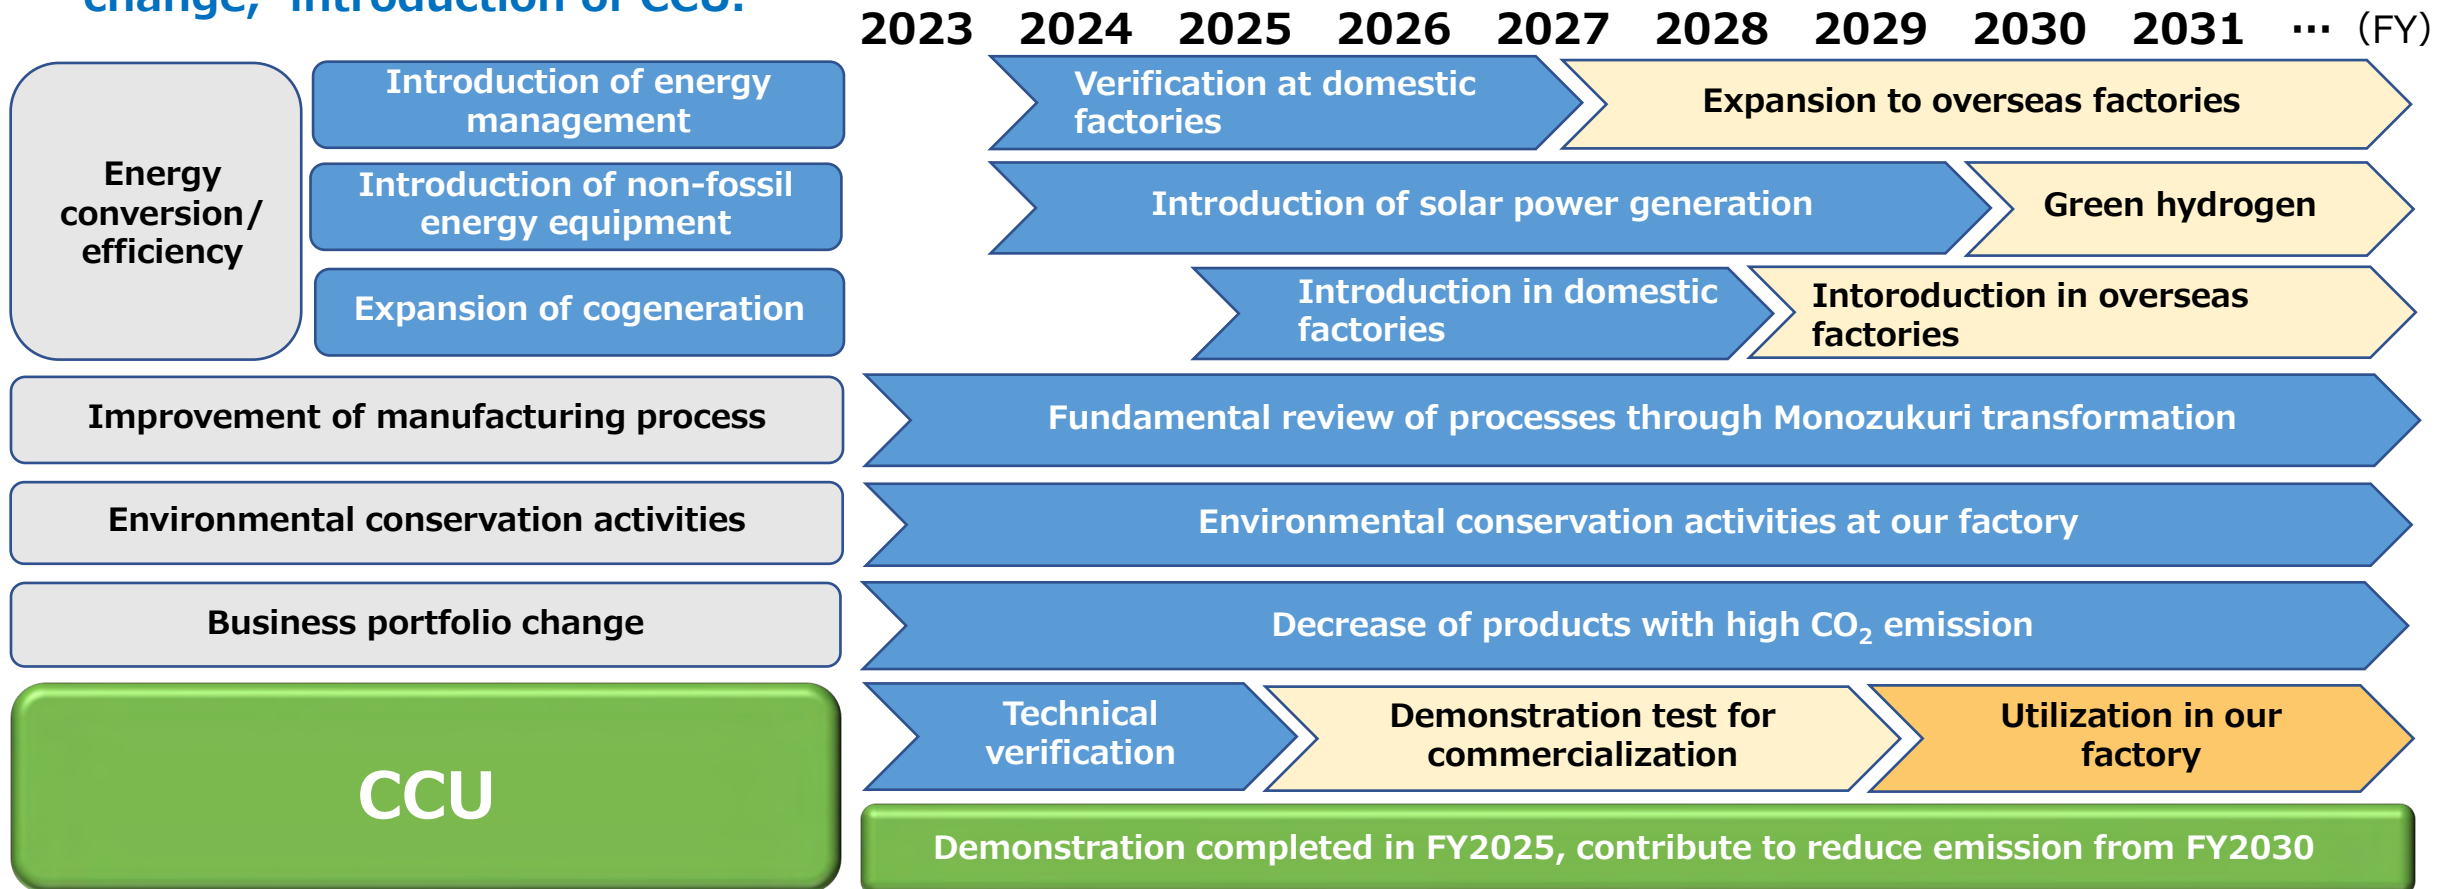 change, introduction of CCU.
2023 2024 2025 2026 2027 2028 2029 2030 2031 … (FY)
Energy
conversion/
efficiency
Introduction of energy
management
Verification at domestic
factories
Expansion to overseas factories
Introduction of non-fossil
energy equipment
Introduction of solar power generation
Green hydrogen
Expansion of cogeneration
Introduction in domestic
factories
Intoroduction in overseas
factories
Improvement of manufacturing process
Fundamental review of processes through Monozukuri transformation
Environmental conservation activities
Environmental conservation activities at our factory
Business portfolio change
Decrease of products with high CO₂ emission
CCU
Technical
verification
Demonstration test for
commercialization
Utilization in our
factory
Demonstration completed in FY2025, contribute to reduce emission from FY2030